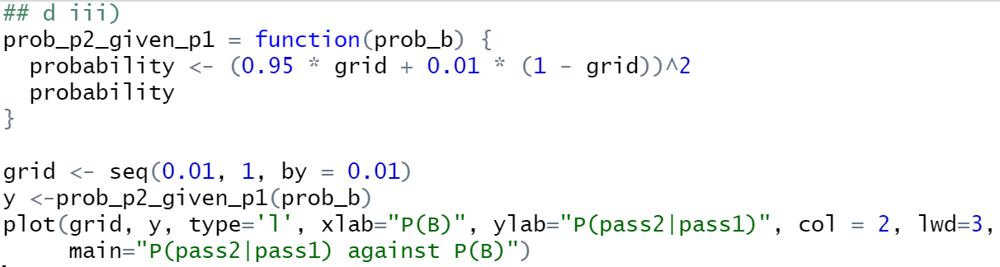 ## d iii)
prob_p2_given_p1 = function(prob_b) {
  probability <- (0.95 * grid + 0.01 * (1 - grid))^2
  probability
}
grid <- seq(0.01, 1, by = 0.01)
y <-prob_p2_given_p1(prob_b)
plot(grid, y, type='l', xlab="P(B)", ylab="P(pass2|pass1)", col = 2, lwd=3,
     main="P(pass2|pass1) against P(B)")